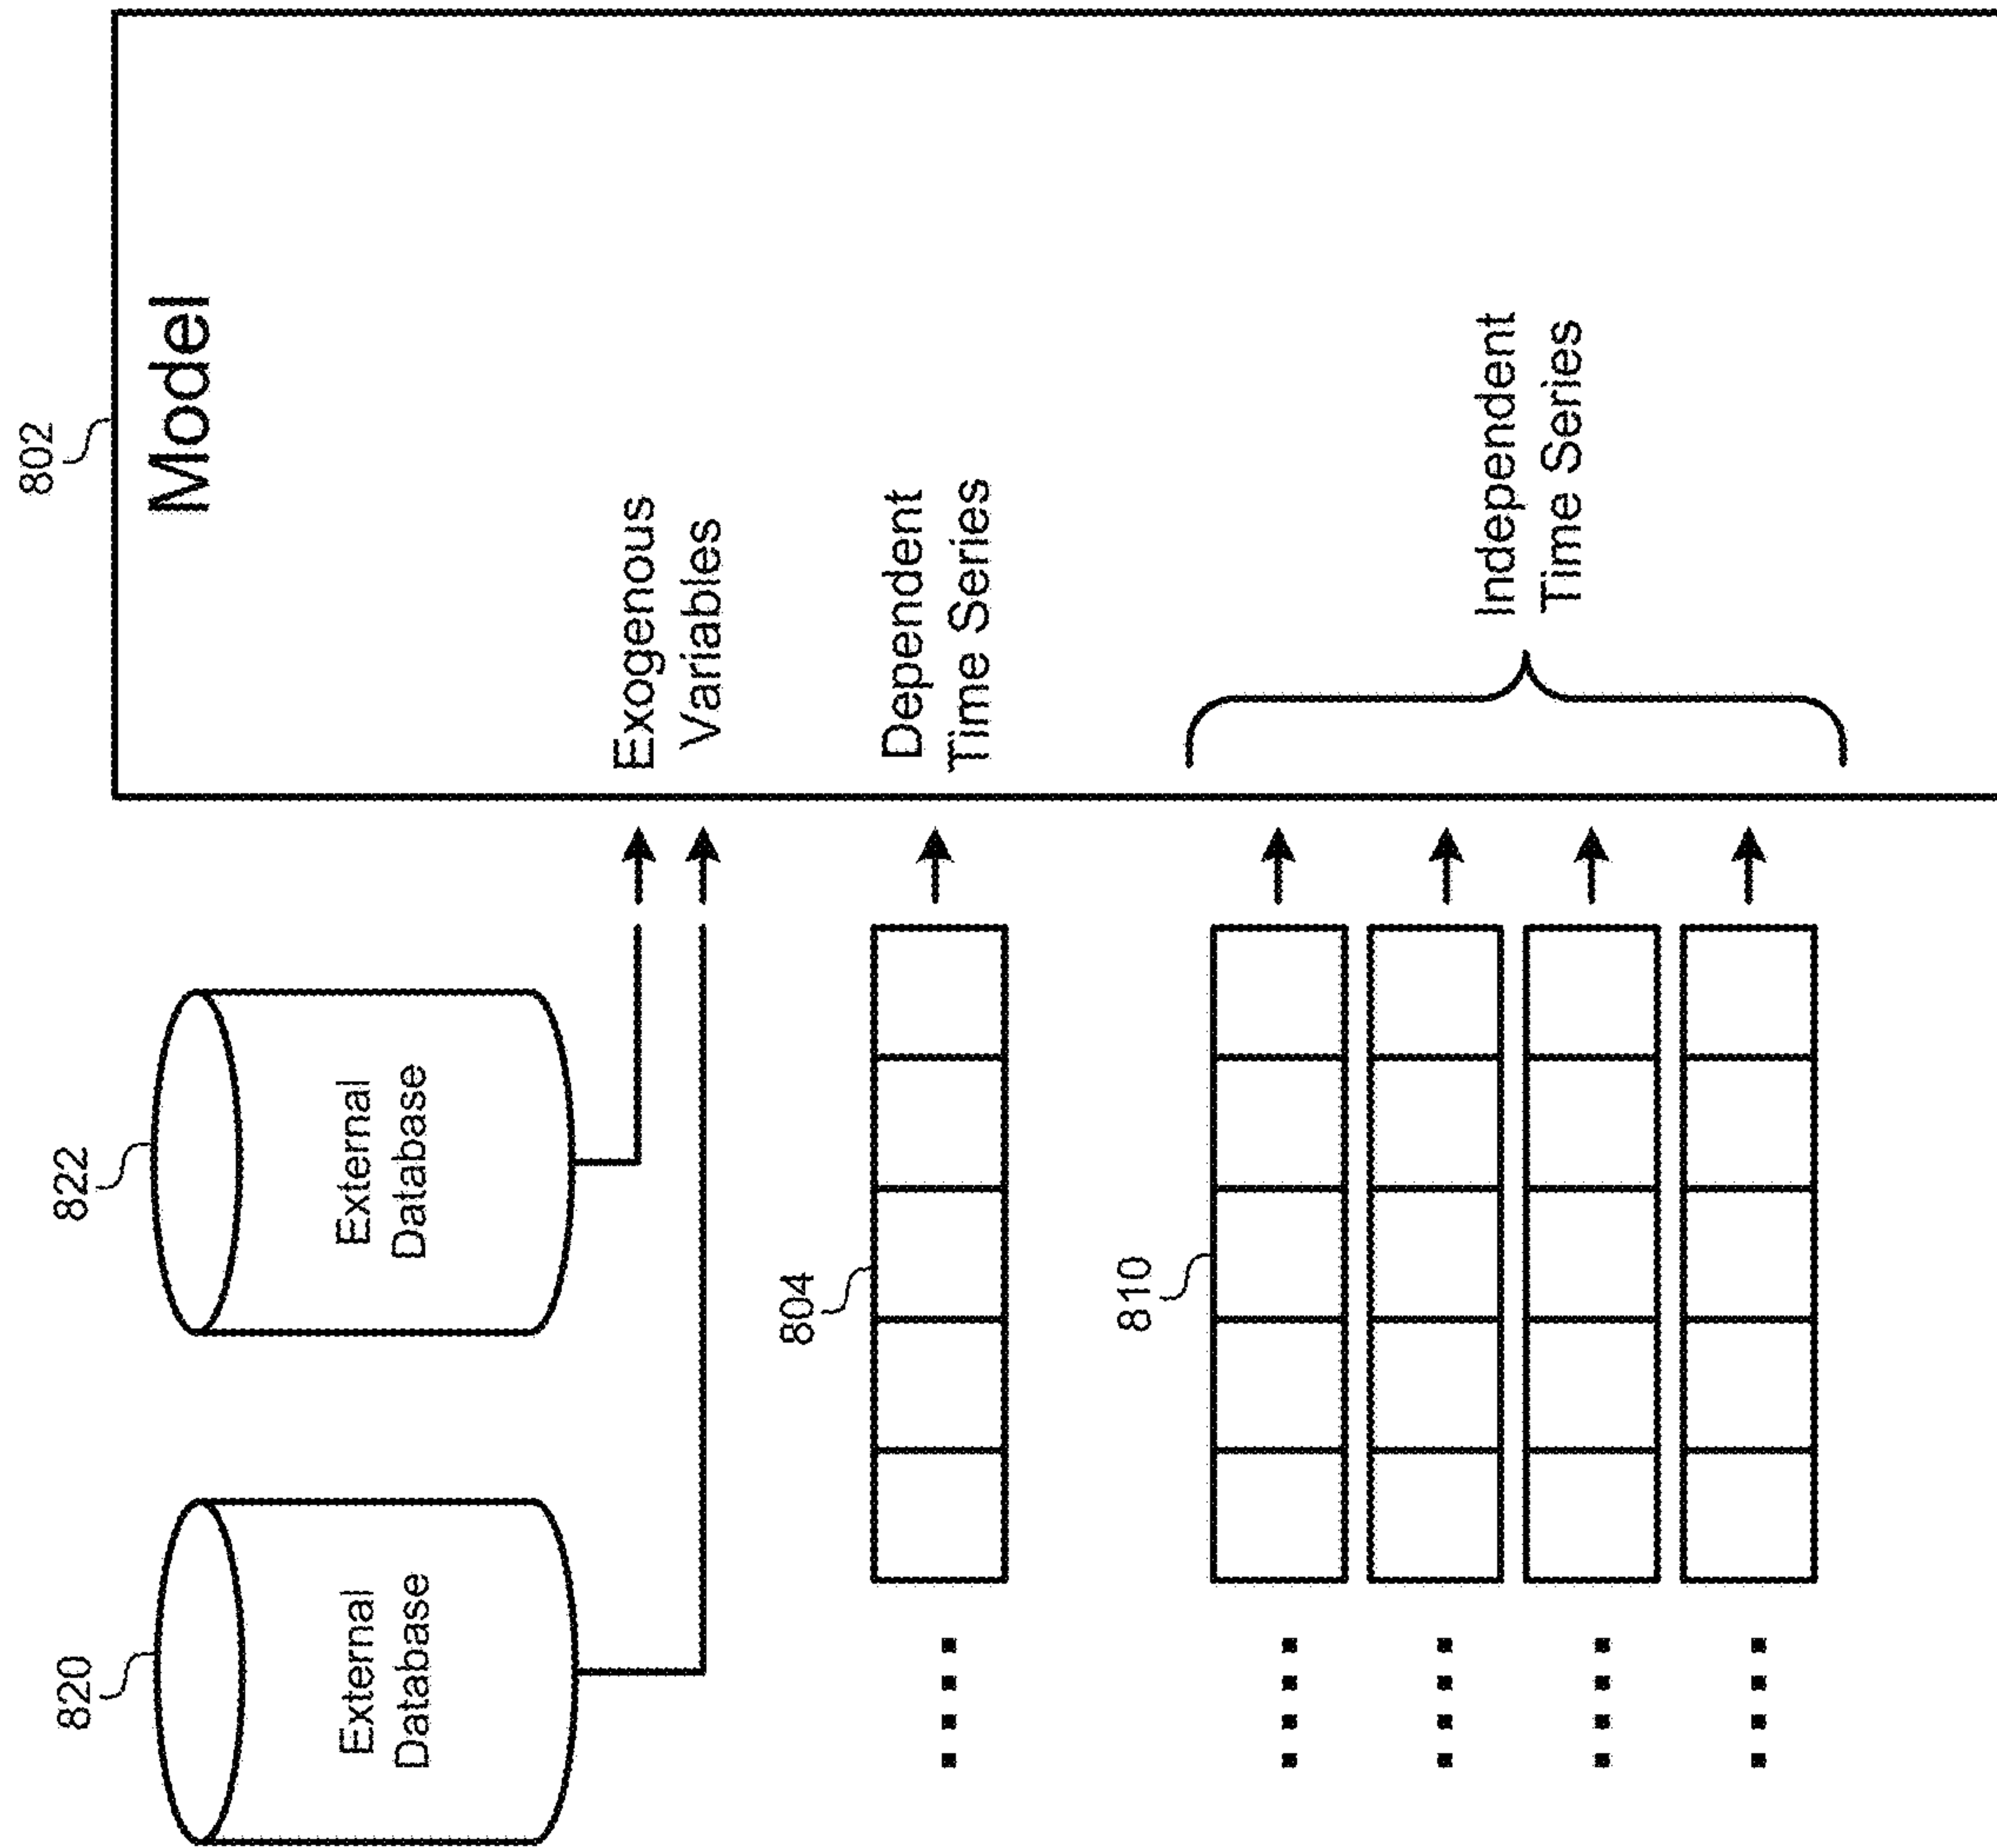 802
Model
820
External
Database
822
External
Database
Exogenous
Variables
804
Dependent
Time Series
810
Independent
Time Series